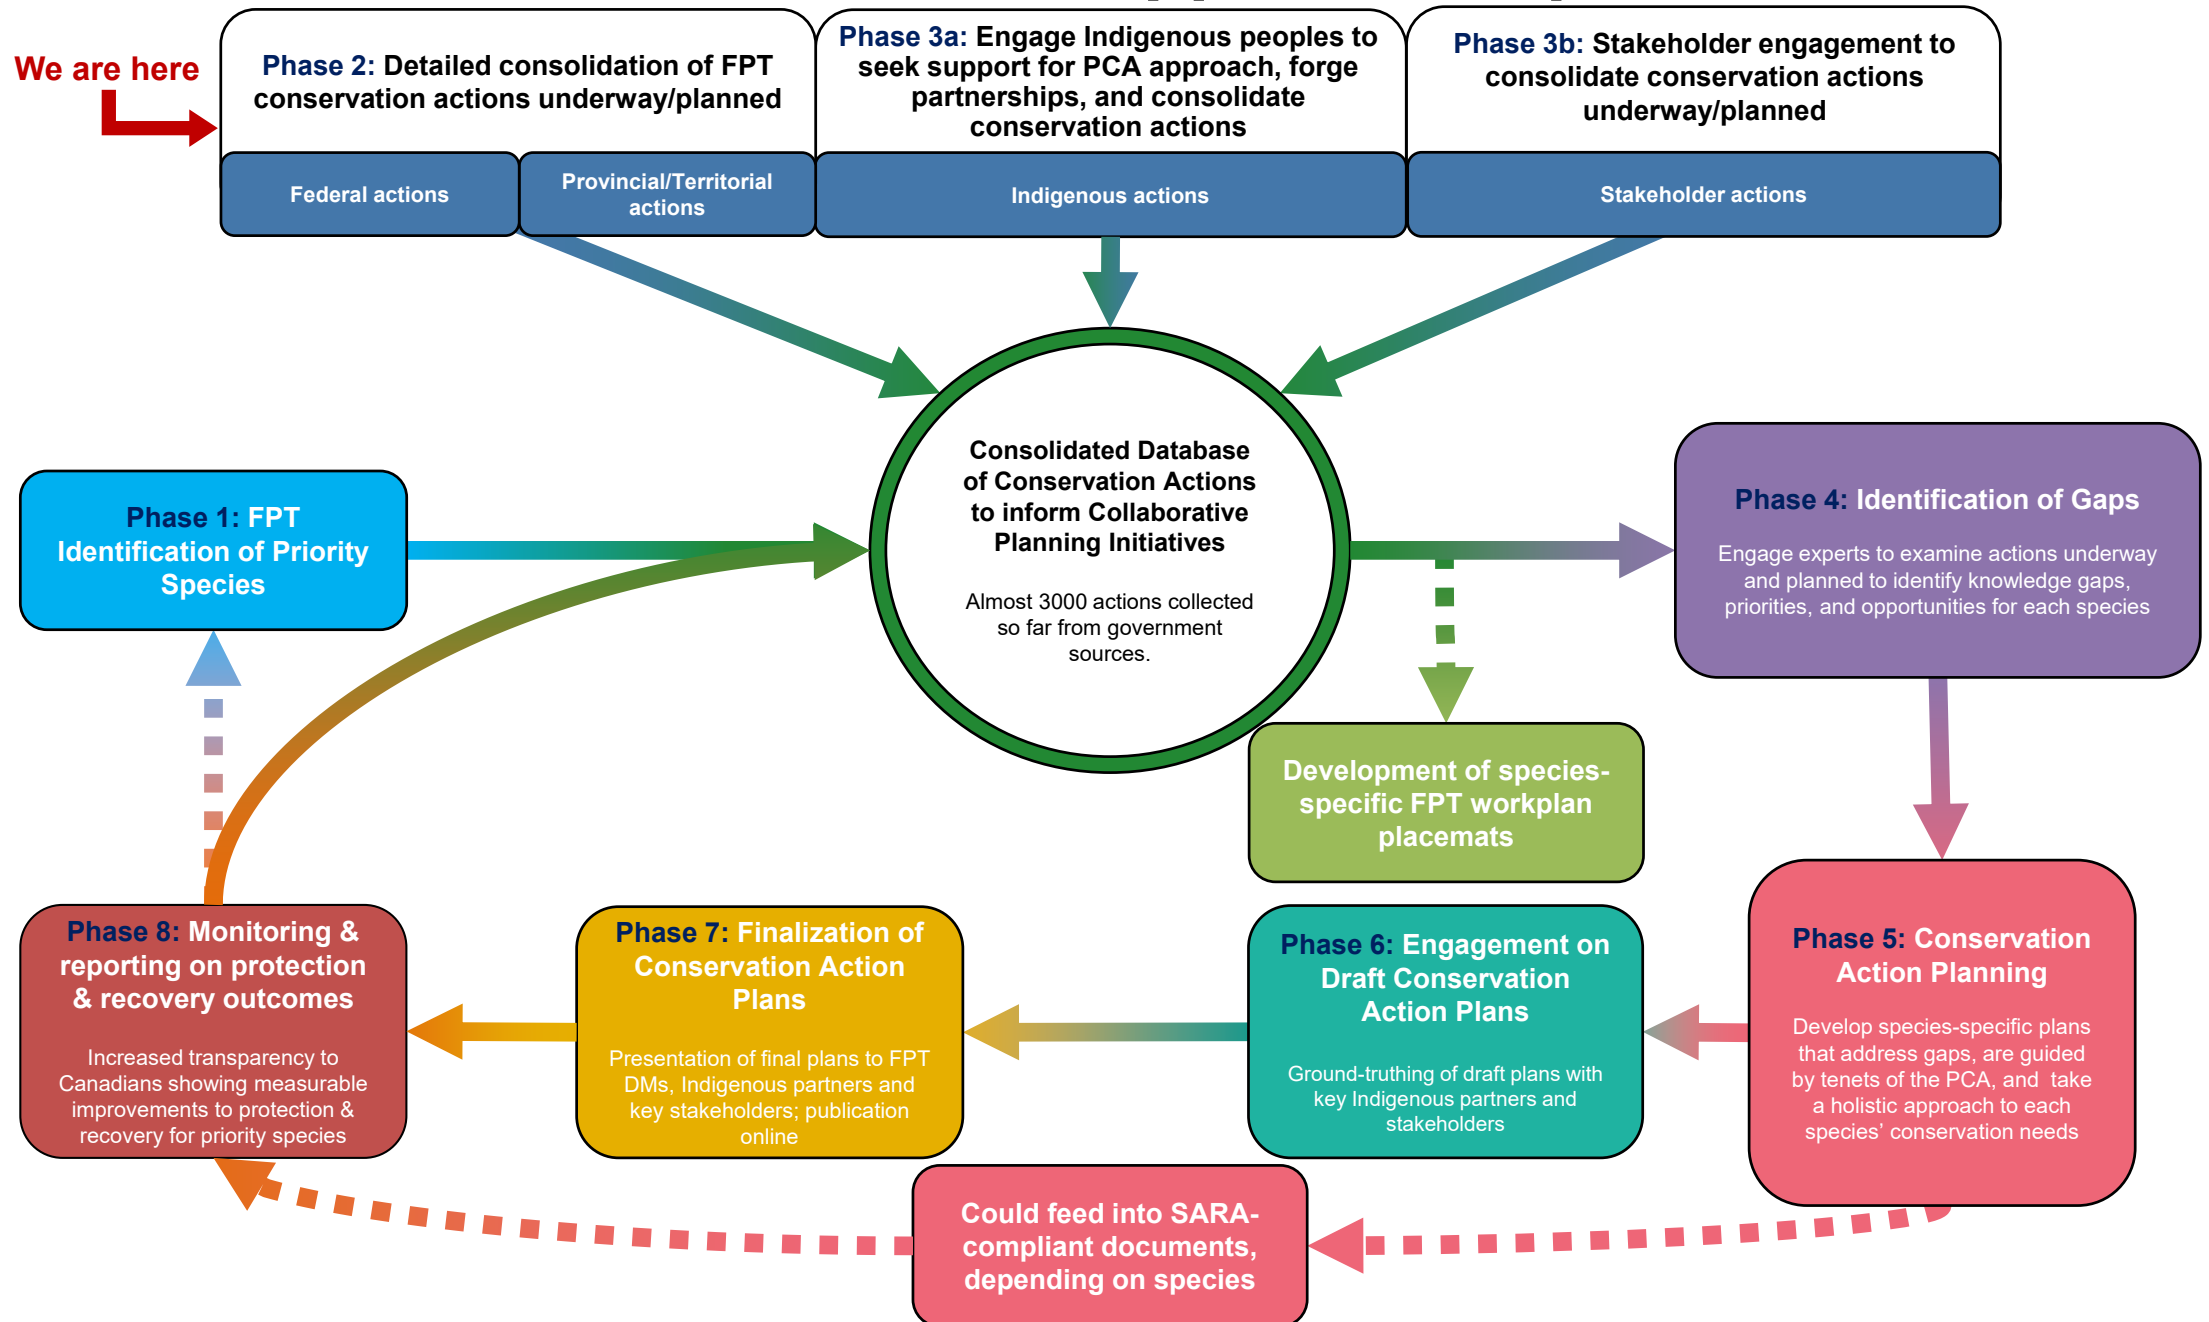 We are here
Phase 2: Detailed consolidation of FPT
conservation actions underway/planned
Phase 3a: Engage Indigenous peoples to
seek support for PCA approach, forge
partnerships, and consolidate
conservation actions
Phase 3b: Stakeholder engagement to
consolidate conservation actions
underway/planned
Federal actions
Provincial/Territorial
actions
Indigenous actions
Stakeholder actions
Phase 1: FPT
Identification of Priority
Species
Consolidated Database
of Conservation Actions
to inform Collaborative
Planning Initiatives
Almost 3000 actions collected
so far from government
sources.
Phase 4: Identification of Gaps
Engage experts to examine actions underway
and planned to identify knowledge gaps,
priorities, and opportunities for each species
Development of species-
specific FPT workplan
placemats
Phase 8: Monitoring &
reporting on protection
& recovery outcomes
Increased transparency to
Canadians showing measurable
improvements to protection &
recovery for priority species
Phase 7: Finalization of
Conservation Action
Plans
Presentation of final plans to FPT
DMs, Indigenous partners and
key stakeholders; publication
online
Phase 6: Engagement on
Draft Conservation
Action Plans
Ground-truthing of draft plans with
key Indigenous partners and
stakeholders
Phase 5: Conservation
Action Planning
Develop species-specific plans
that address gaps, are guided
by tenets of the PCA, and  take
a holistic approach to each
species’ conservation needs
Could feed into SARA-
compliant documents,
depending on species